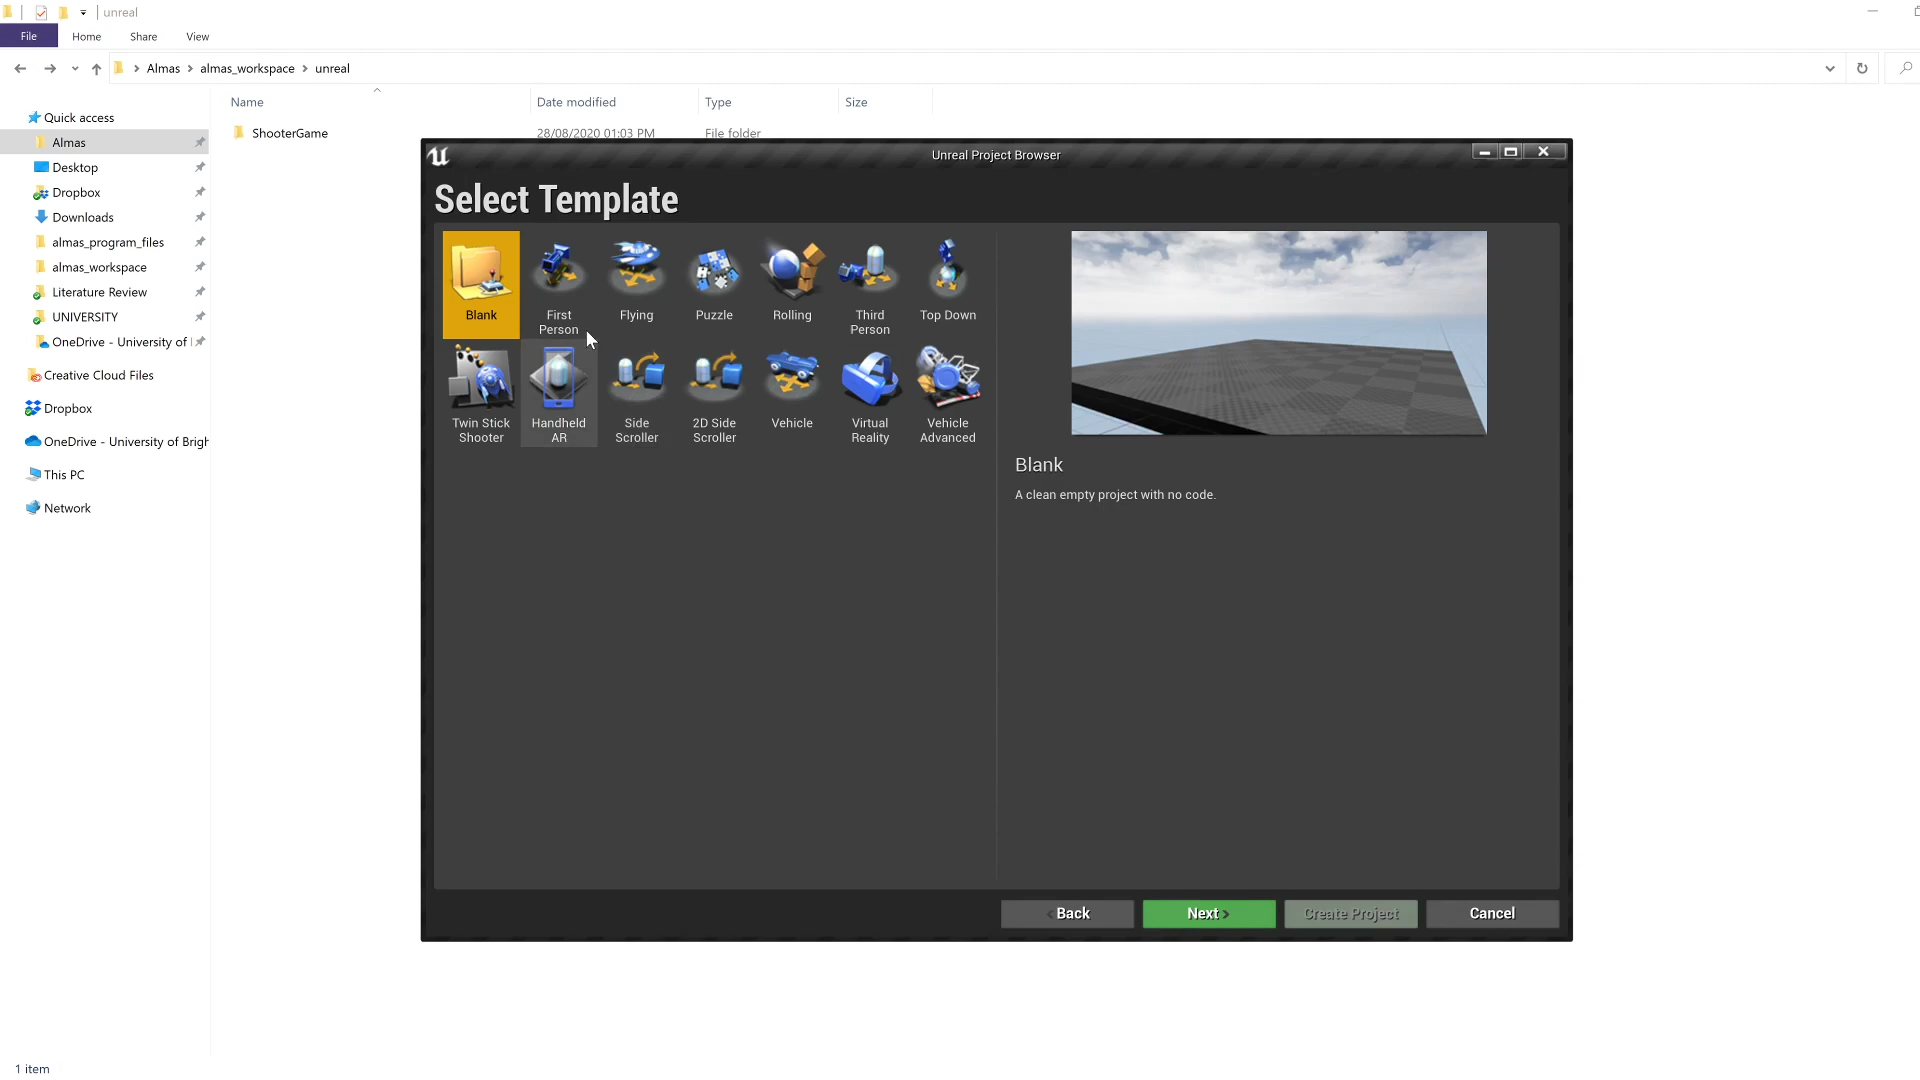 unreal
File
Home
Share
View
Almas
almas_workspace
unreal
Name
Date modified
Type
Size
Quick access
Almas
Desktop
Dropbox
Downloads
almas_program_files
almas_workspace
Literature Review
UNIVERSITY
OneDrive - University of
Creative Cloud Files
Dropbox
OneDrive - University of Brigh
This PC
Network
ShooterGame
28/08/2020 01:03 PM
File folder
Unreal Project Browser
Select Template
Blank
First
Person
Flying
Puzzle
Rolling
Third
Person
Top Down
Twin Stick
Shooter
Handheld
AR
Side
Scroller
2D Side
Scroller
Vehicle
Virtual
Reality
Vehicle
Advanced
Blank
A clean empty project with no code.
< Back
Next >
Create Project
Cancel
1 item